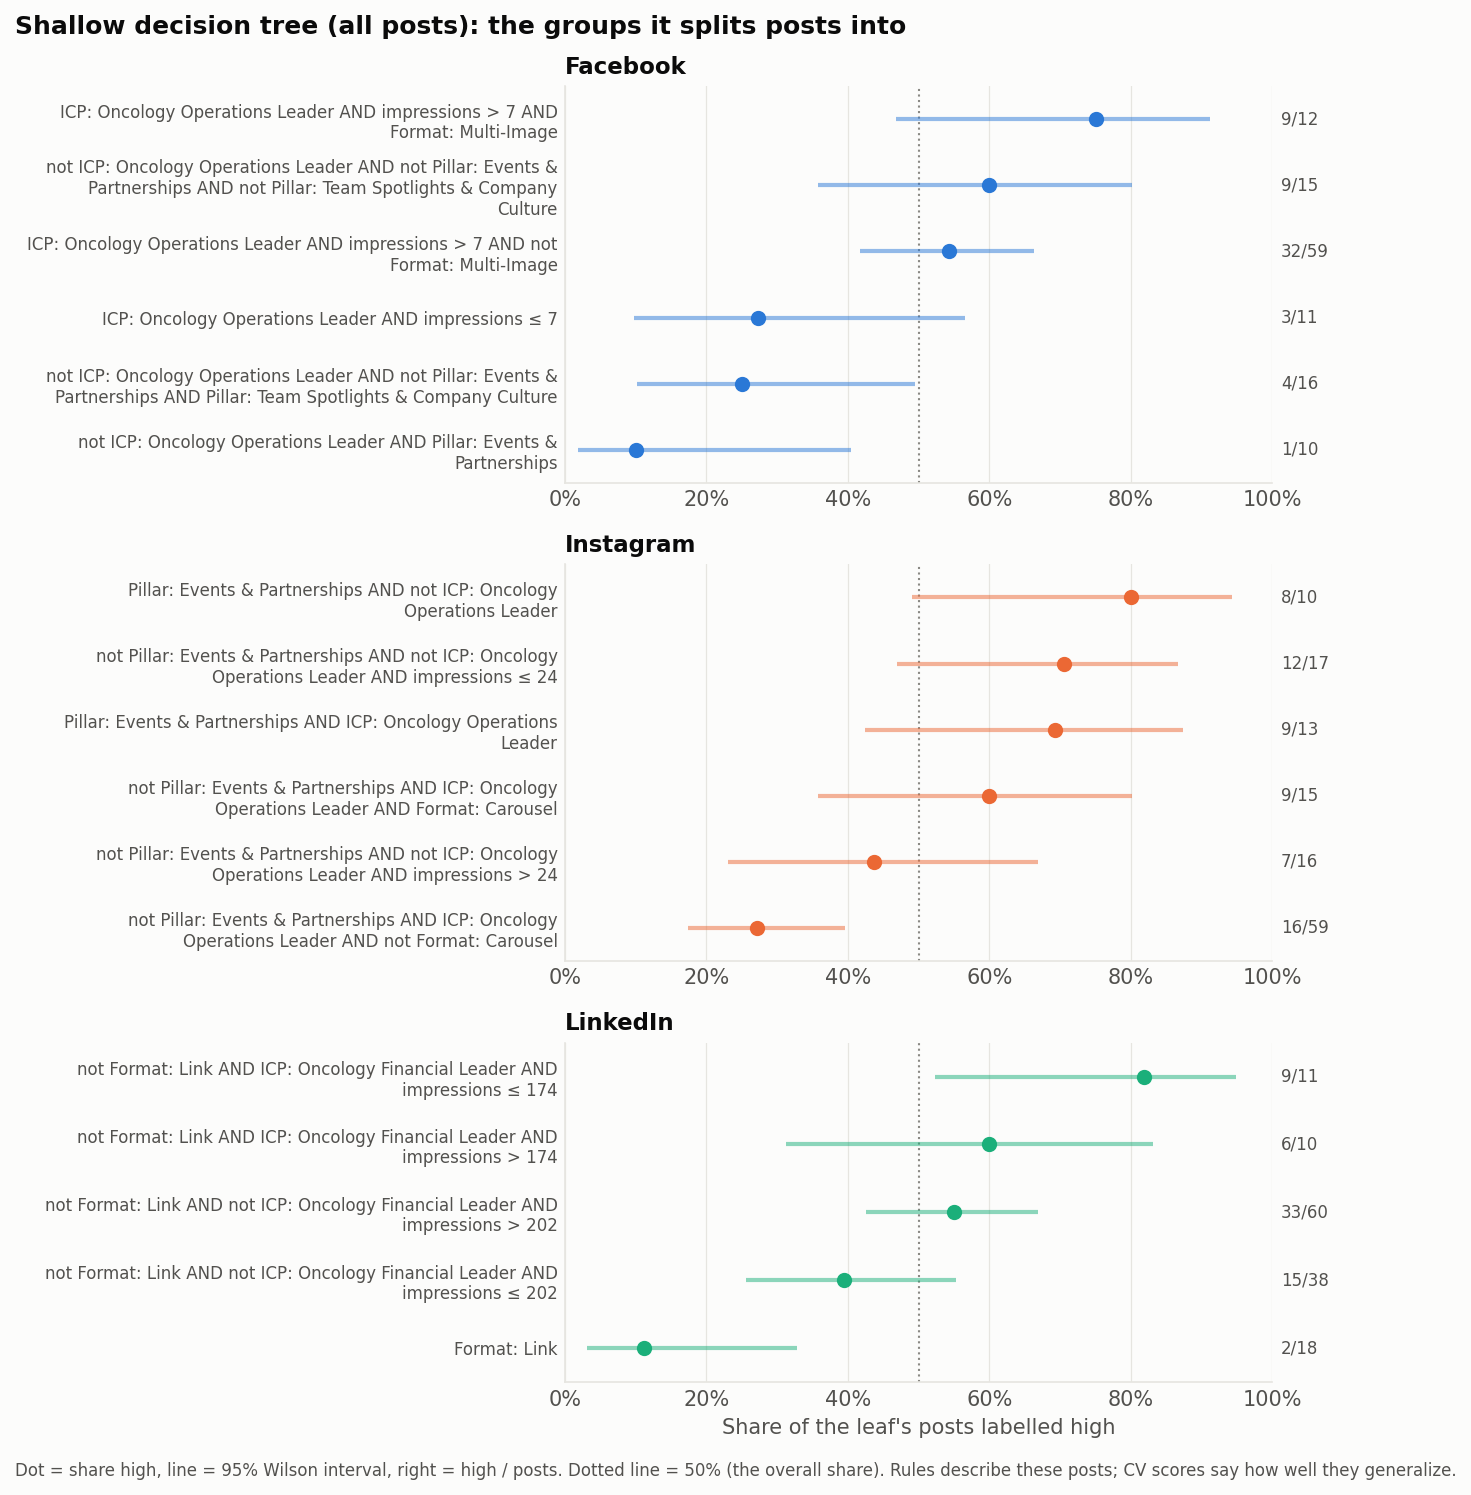 Shallow decision tree (all posts): the groups it splits posts into
Facebook
ICP: Oncology Operations Leader AND impressions > 7 AND
Format: Multi-Image
9/12
not ICP: Oncology Operations Leader AND not Pillar: Events &
Partnerships AND not Pillar: Team Spotlights & Company
Culture
9/15
ICP: Oncology Operations Leader AND impressions > 7 AND not
Format: Multi-Image
32/59
ICP: Oncology Operations Leader AND impressions ≤ 7
3/11
not ICP: Oncology Operations Leader AND not Pillar: Events &
Partnerships AND Pillar: Team Spotlights & Company Culture
4/16
not ICP: Oncology Operations Leader AND Pillar: Events &
Partnerships
1/10
0% 20% 40% 60% 80% 100%
Instagram
Pillar: Events & Partnerships AND not ICP: Oncology
Operations Leader
8/10
not Pillar: Events & Partnerships AND not ICP: Oncology
Operations Leader AND impressions ≤ 24
12/17
Pillar: Events & Partnerships AND ICP: Oncology Operations
Leader
9/13
not Pillar: Events & Partnerships AND ICP: Oncology
Operations Leader AND Format: Carousel
9/15
not Pillar: Events & Partnerships AND not ICP: Oncology
Operations Leader AND impressions > 24
7/16
not Pillar: Events & Partnerships AND ICP: Oncology
Operations Leader AND not Format: Carousel
16/59
0% 20% 40% 60% 80% 100%
LinkedIn
not Format: Link AND ICP: Oncology Financial Leader AND
impressions ≤ 174
9/11
not Format: Link AND ICP: Oncology Financial Leader AND
impressions > 174
6/10
not Format: Link AND not ICP: Oncology Financial Leader AND
impressions > 202
33/60
not Format: Link AND not ICP: Oncology Financial Leader AND
impressions ≤ 202
15/38
Format: Link
2/18
0% 20% 40% 60% 80% 100%
Share of the leaf's posts labelled high
Dot = share high, line = 95% Wilson interval, right = high / posts. Dotted line = 50% (the overall share). Rules describe these posts; CV scores say how well they generalize.